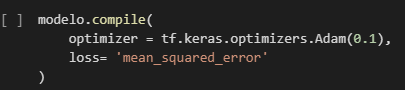 [ ] modelo.compile(
optimizer = tf.keras.optimizers.Adam(0.1),
loss= 'mean_squared_error'
)